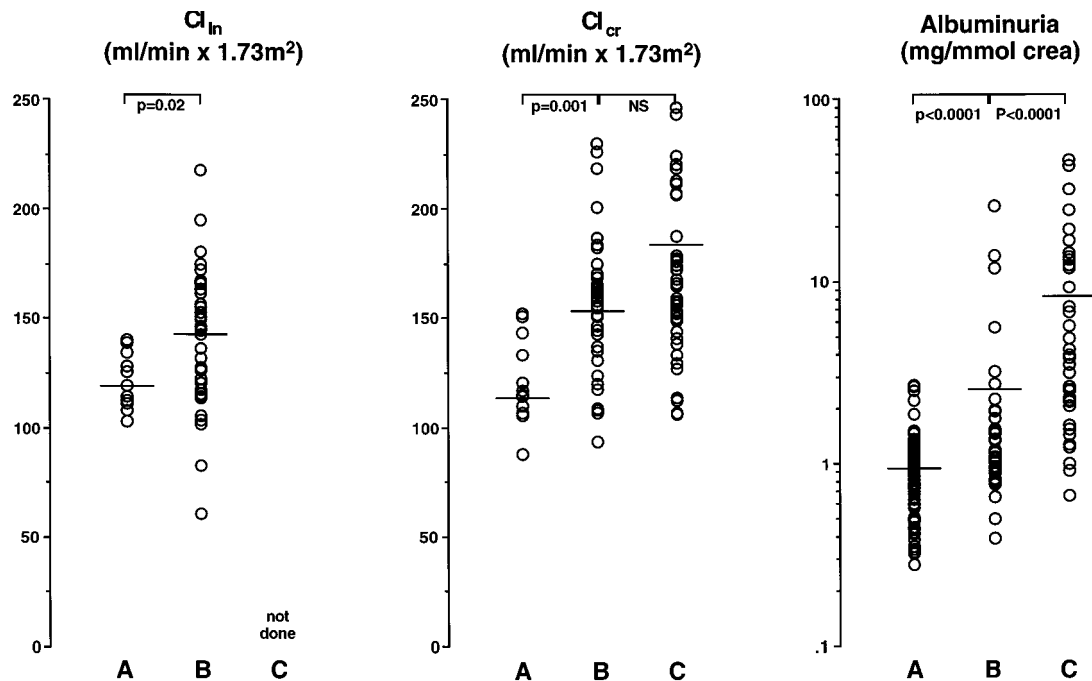 Cl In
(ml/min x 1.73m²)
p=0.02
250
200
150
100
50
0
not
done
A B C
Cl cr
(ml/min x 1.73m²)
p=0.001 NS
250
200
150
100
50
0
A B C
Albuminuria
(mg/mmol crea)
p<0.0001 P<0.0001
100
10
1
.1
A B C